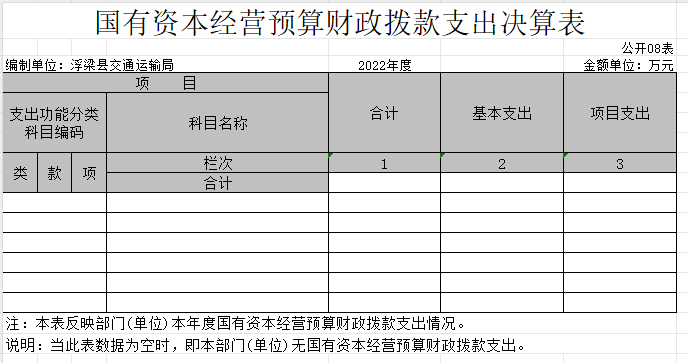 国有资本经营预算财政拨款支出决算表
公开08表
编制单位：浮梁县交通运输局 2022年度 金额单位：万元
项 目
合计 基本支出 项目支出
支出功能分类
科目编码
科目名称
类 款 项 栏次 1 2 3
合计
注：本表反映部门(单位)本年度国有资本经营预算财政拨款支出情况。
说明：当此表数据为空时，即本部门(单位)无国有资本经营预算财政拨款支出。